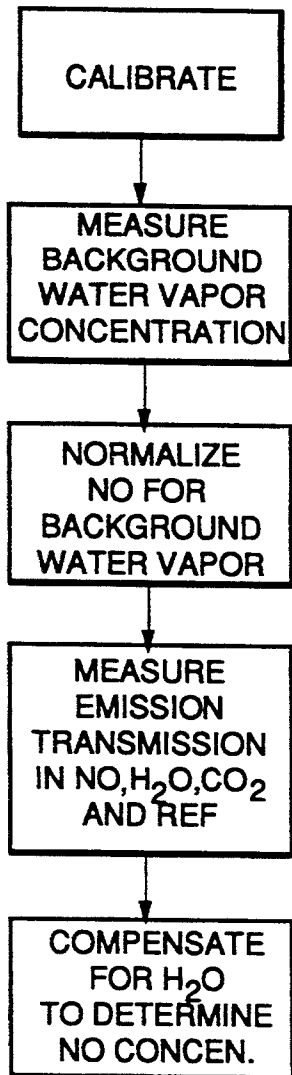 CALIBRATE
MEASURE
BACKGROUND
WATER VAPOR
CONCENTRATION
NORMALIZE
NO FOR
BACKGROUND
WATER VAPOR
MEASURE
EMISSION
TRANSMISSION
IN NO,H₂O,CO₂
AND REF
COMPENSATE
FOR H₂O
TO DETERMINE
NO CONCEN.